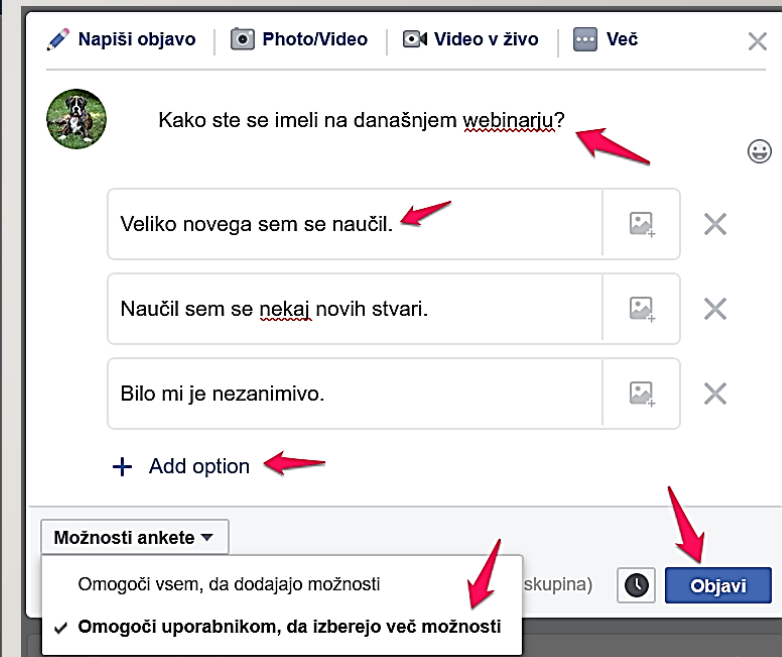 Napiši objavo Photo/Video Video v živo Več
Kako ste se imeli na današnjem webinarju?
Veliko novega sem se naučil.
Naučil sem se nekaj novih stvari.
Bilo mi je nezanimivo.
+ Add option
Možnosti ankete
Omogoči vsem, da dodajajo možnosti
skupina) Objavi
Omogoči uporabnikom, da izberejo več možnosti